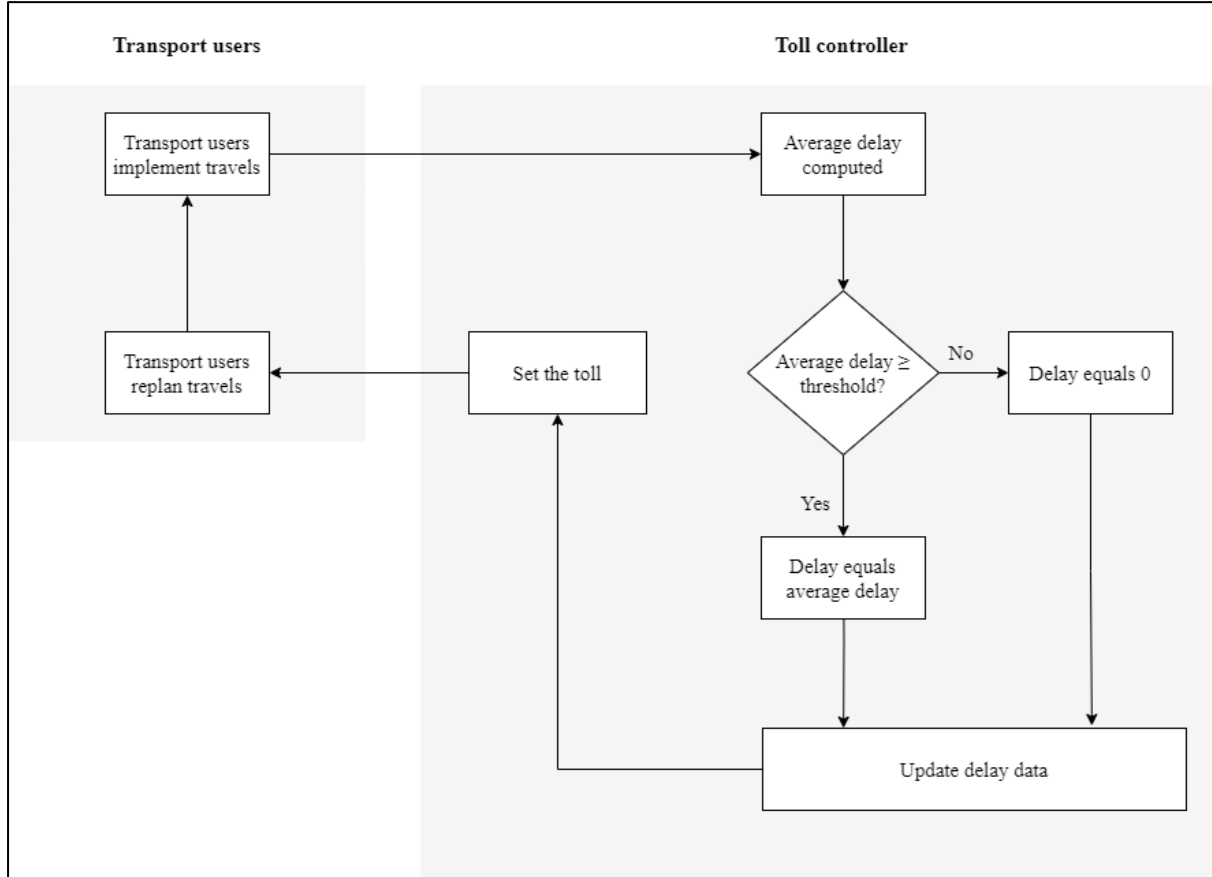 Transport users
Toll controller
Transport users
implement travels
Average delay
computed
Transport users
replan travels
Set the toll
Average delay ≥
threshold?
No
Delay equals 0
Yes
Delay equals
average delay
Update delay data